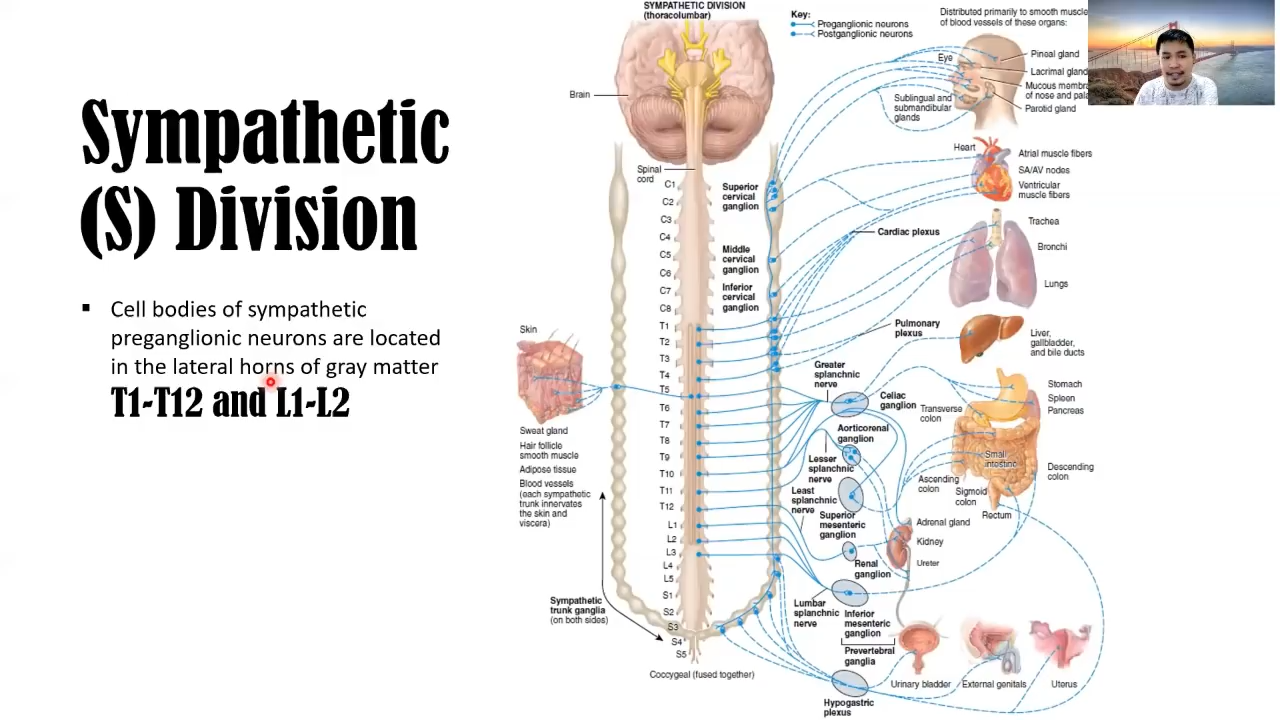 Sympathetic
(S) Division
▪ Cell bodies of sympathetic
preganglionic neurons are located
in the lateral horns of gray matter
T1-T12 and L1-L2
SYMPATHETIC DIVISION
(thoracolumbar)
Key:
Preganglionic neurons
Postganglionic neurons
Distributed primarily to smooth muscle
of blood vessels of these organs:
Brain
Spinal
cord
C1
C2
C3
C4
C5
C6
C7
C8
T1
T2
T3
T4
T5
T6
T7
T8
T9
T10
T11
T12
L1
L2
L3
L4
L5
S1
S2
S3
S4
S5
Coccygeal (fused together)
Skin
Sweat gland
Hair follicle
smooth muscle
Adipose tissue
Blood vessels
(each sympathetic
trunk innervates
the skin and
viscera)
Sympathetic
trunk ganglia
(on both sides)
Superior
cervical
ganglion
Middle
cervical
ganglion
Inferior
cervical
ganglion
Cardiac plexus
Pulmonary
plexus
Greater
splanchnic
nerve
Celiac
ganglion
Aorticorenal
ganglion
Lesser
splanchnic
nerve
Least
splanchnic
nerve
Superior
mesenteric
ganglion
Renal
ganglion
Lumbar
splanchnic
nerve
Inferior
mesenteric
ganglion
Prevertebral
ganglia
Hypogastric
plexus
Eye
Pineal gland
Lacrimal gland
Mucous membra
of nose and pala
Parotid gland
Sublingual and
submandibular
glands
Heart
Atrial muscle fibers
SA/AV nodes
Ventricular
muscle fibers
Trachea
Bronchi
Lungs
Liver,
gallbladder,
and bile ducts
Stomach
Spleen
Pancreas
Transverse
colon
Small
intestine
Ascending
colon
Sigmoid
colon
Descending
colon
Rectum
Adrenal gland
Kidney
Ureter
Urinary bladder
External genitals
Uterus